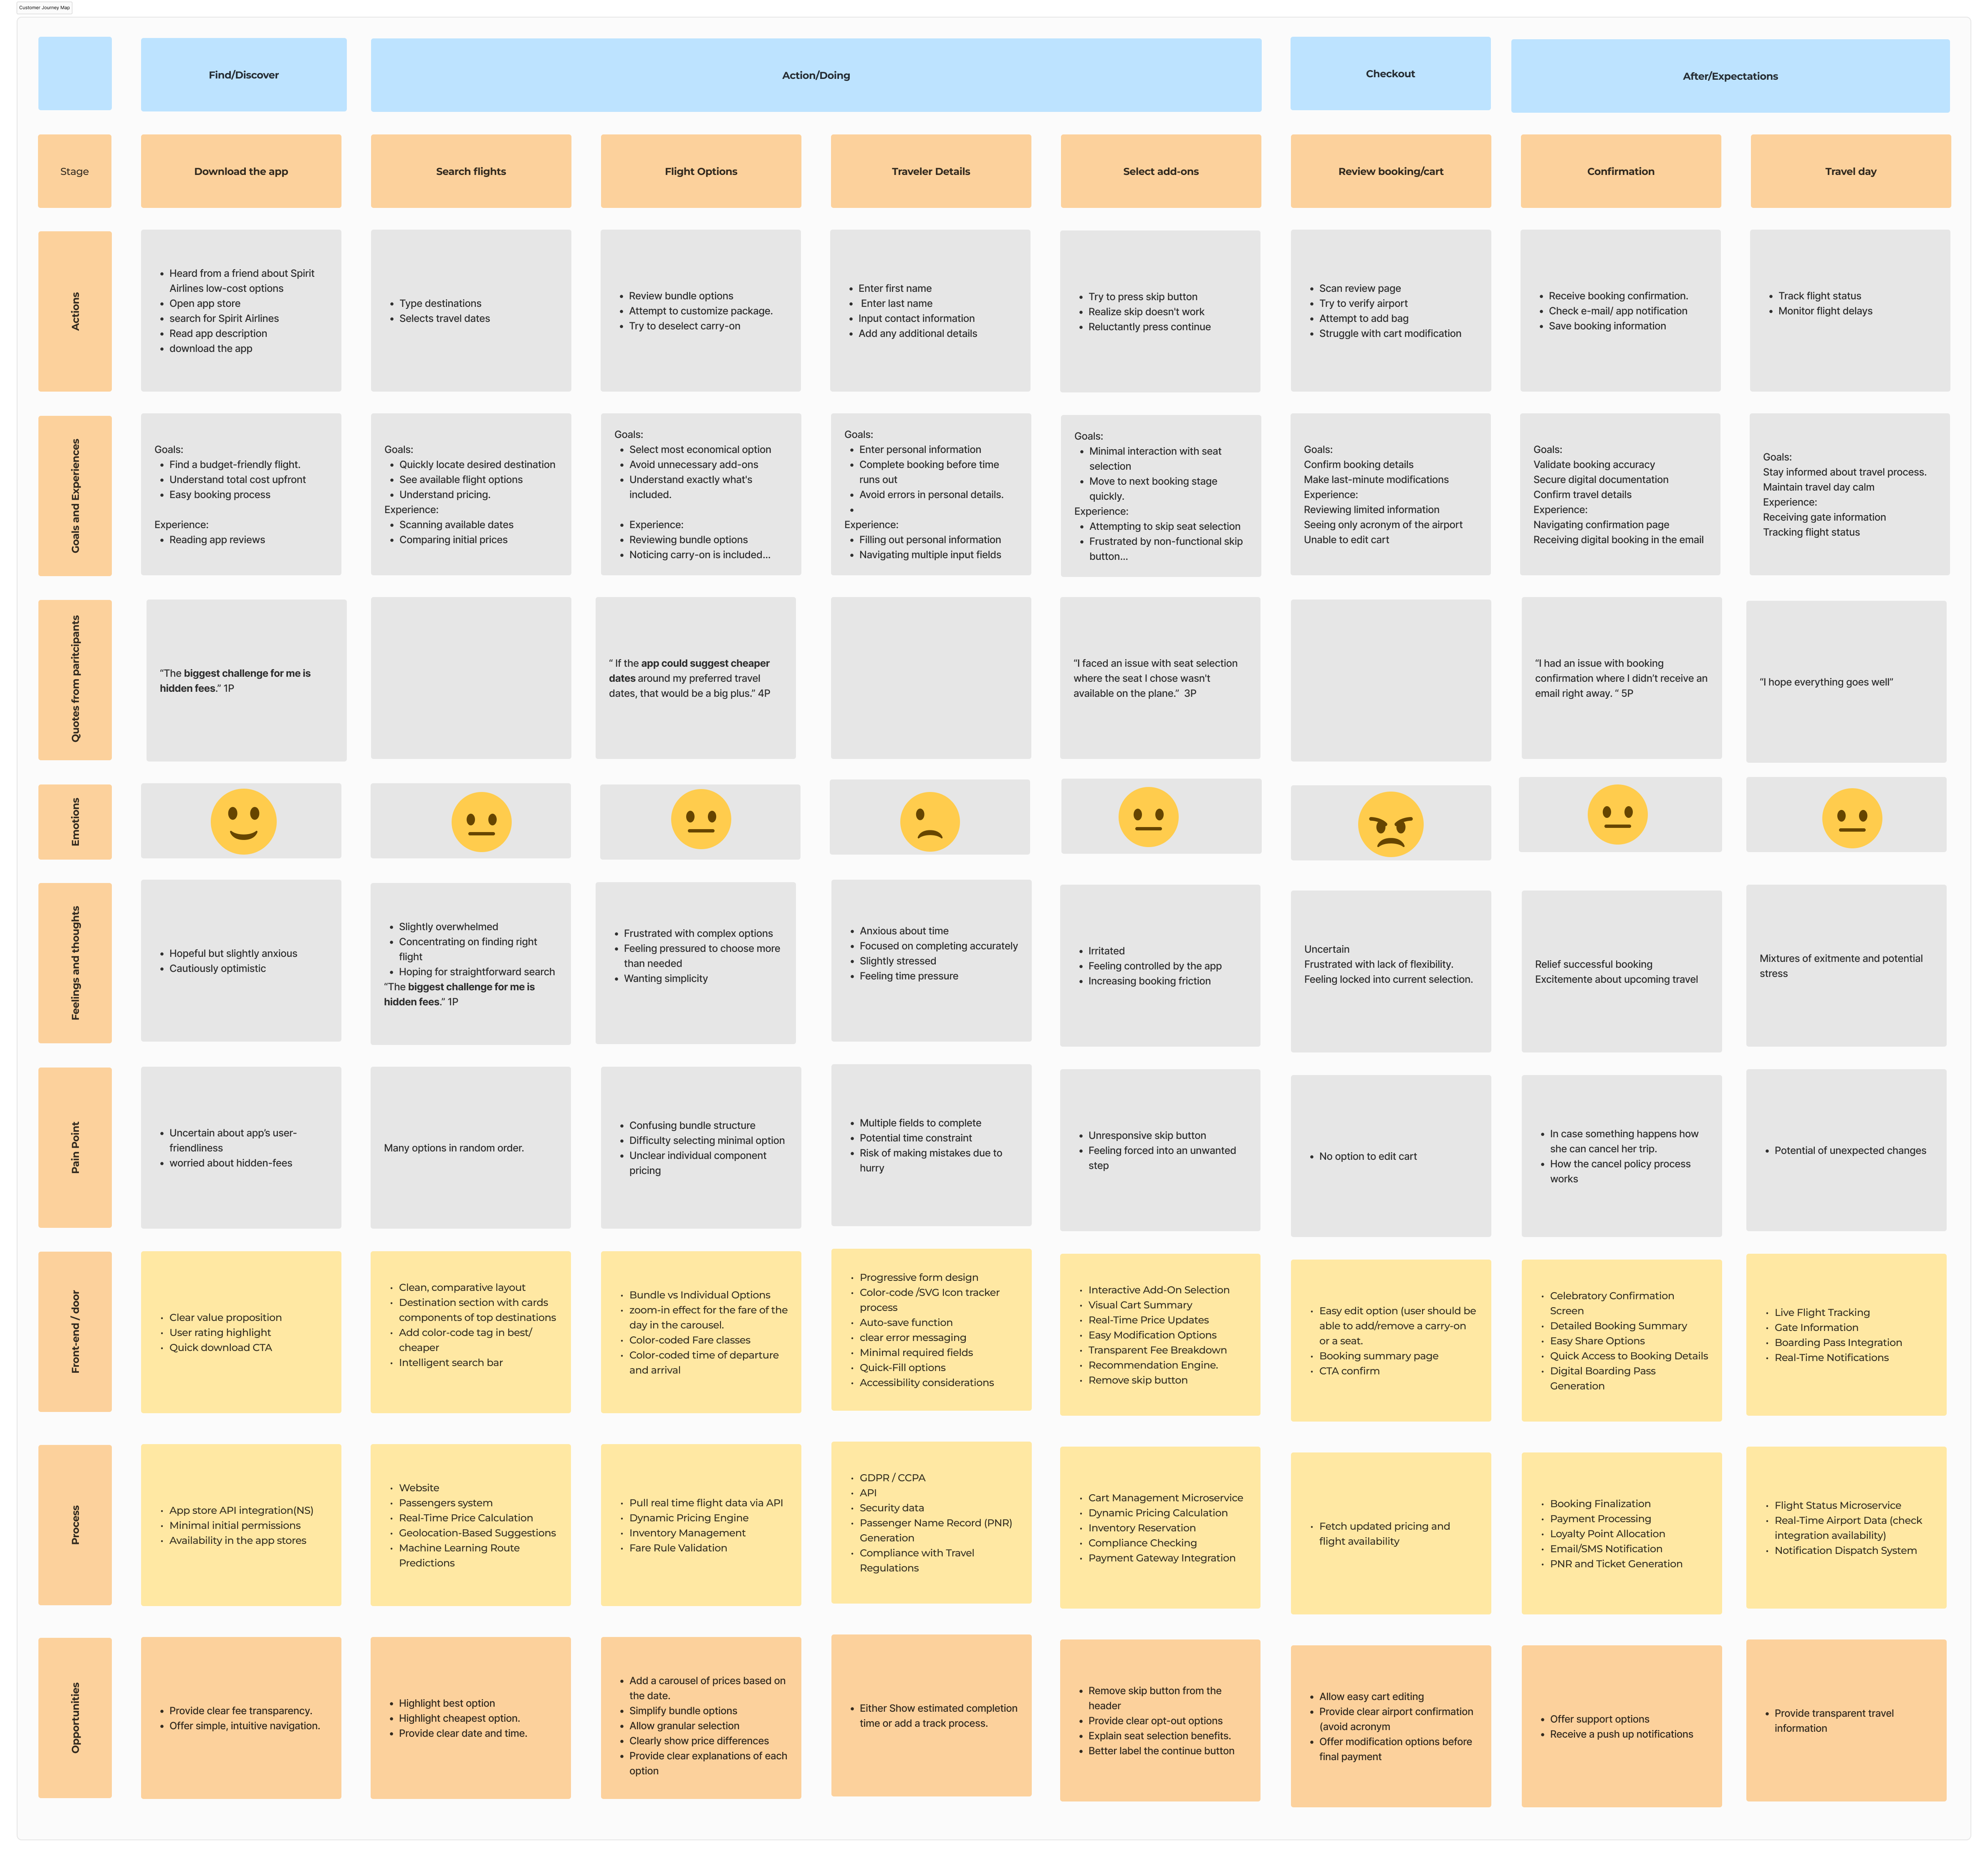 Customer Journey Map
Find/Discover
Action/Doing
Checkout
After/Expectations
Stage
Download the app
Search flights
Flight Options
Traveler Details
Select add-ons
Review booking/cart
Confirmation
Travel day
Actions
• Heard from a friend about Spirit
Airlines low-cost options
• Open app store
• search for Spirit Airlines
• Read app description
• download the app
• Type destinations
• Selects travel dates
• Review bundle options
• Attempt to customize package.
• Try to deselect carry-on
• Enter first name
• Enter last name
• Input contact information
• Add any additional details
• Try to press skip button
• Realize skip doesn't work
• Reluctantly press continue
• Scan review page
• Try to verify airport
• Attempt to add bag
• Struggle with cart modification
• Receive booking confirmation.
• Check e-mail/ app notification
• Save booking information
• Track flight status
• Monitor flight delays
Goals and Experiences
Goals:
• Find a budget-friendly flight.
• Understand total cost upfront
• Easy booking process
Experience:
• Reading app reviews
Goals:
• Quickly locate desired destination
• See available flight options
• Understand pricing.
Experience:
• Scanning available dates
• Comparing initial prices
Goals:
• Select most economical option
• Avoid unnecessary add-ons
• Understand exactly what's
included.
• Experience:
• Reviewing bundle options
• Noticing carry-on is included...
Goals:
• Enter personal information
• Complete booking before time
runs out
• Avoid errors in personal details.
•
Experience:
• Filling out personal information
• Navigating multiple input fields
Goals:
• Minimal interaction with seat
selection
• Move to next booking stage
quickly.
Experience:
• Attempting to skip seat selection
• Frustrated by non-functional skip
button...
Goals:
Confirm booking details
Make last-minute modifications
Experience:
Reviewing limited information
Seeing only acronym of the airport
Unable to edit cart
Goals:
Validate booking accuracy
Secure digital documentation
Confirm travel details
Experience:
Navigating confirmation page
Receiving digital booking in the email
Goals:
Stay informed about travel process.
Maintain travel day calm
Experience:
Receiving gate information
Tracking flight status
Quotes from paritcipants
"The biggest challenge for me is
hidden fees." 1P
" If the app could suggest cheaper
dates around my preferred travel
dates, that would be a big plus." 4P
"I faced an issue with seat selection
where the seat I chose wasn't
available on the plane." 3P
"I had an issue with booking
confirmation where I didn't receive an
email right away. " 5P
"I hope everything goes well"
Emotions
Feelings and thoughts
• Hopeful but slightly anxious
• Cautiously optimistic
• Slightly overwhelmed
• Concentrating on finding right
flight
• Hoping for straightforward search
"The biggest challenge for me is
hidden fees." 1P
• Frustrated with complex options
• Feeling pressured to choose more
than needed
• Wanting simplicity
• Anxious about time
• Focused on completing accurately
• Slightly stressed
• Feeling time pressure
• Irritated
• Feeling controlled by the app
• Increasing booking friction
Uncertain
Frustrated with lack of flexibility.
Feeling locked into current selection.
Relief successful booking
Excitemente about upcoming travel
Mixtures of exitmente and potential
stress
Pain Point
• Uncertain about app's user-
friendliness
• worried about hidden-fees
Many options in random order.
• Confusing bundle structure
• Difficulty selecting minimal option
• Unclear individual component
pricing
• Multiple fields to complete
• Potential time constraint
• Risk of making mistakes due to
hurry
• Unresponsive skip button
• Feeling forced into an unwanted
step
• No option to edit cart
• In case something happens how
she can cancel her trip.
• How the cancel policy process
works
• Potential of unexpected changes
Front-end / door
• Clear value proposition
• User rating highlight
• Quick download CTA
• Clean, comparative layout
• Destination section with cards
components of top destinations
• Add color-code tag in best/
cheaper
• Intelligent search bar
• Bundle vs Individual Options
• zoom-in effect for the fare of the
day in the carousel.
• Color-coded Fare classes
• Color-coded time of departure
and arrival
• Progressive form design
• Color-code /SVG Icon tracker
process
• Auto-save function
• clear error messaging
• Minimal required fields
• Quick-Fill options
• Accessibility considerations
• Interactive Add-On Selection
• Visual Cart Summary
• Real-Time Price Updates
• Easy Modification Options
• Transparent Fee Breakdown
• Recommendation Engine.
• Remove skip button
• Easy edit option (user should be
able to add/remove a carry-on
or a seat.
• Booking summary page
• CTA confirm
• Celebratory Confirmation
Screen
• Detailed Booking Summary
• Easy Share Options
• Quick Access to Booking Details
• Digital Boarding Pass
Generation
• Live Flight Tracking
• Gate Information
• Boarding Pass Integration
• Real-Time Notifications
Process
• App store API integration(NS)
• Minimal initial permissions
• Availability in the app stores
• Website
• Passengers system
• Real-Time Price Calculation
• Geolocation-Based Suggestions
• Machine Learning Route
Predictions
• Pull real time flight data via API
• Dynamic Pricing Engine
• Inventory Management
• Fare Rule Validation
• GDPR / CCPA
• API
• Security data
• Passenger Name Record (PNR)
Generation
• Compliance with Travel
Regulations
• Cart Management Microservice
• Dynamic Pricing Calculation
• Inventory Reservation
• Compliance Checking
• Payment Gateway Integration
• Fetch updated pricing and
flight availability
• Booking Finalization
• Payment Processing
• Loyalty Point Allocation
• Email/SMS Notification
• PNR and Ticket Generation
• Flight Status Microservice
• Real-Time Airport Data (check
integration availability)
• Notification Dispatch System
Opportunities
• Provide clear fee transparency.
• Offer simple, intuitive navigation.
• Highlight best option
• Highlight cheapest option.
• Provide clear date and time.
• Add a carousel of prices based on
the date.
• Simplify bundle options
• Allow granular selection
• Clearly show price differences
• Provide clear explanations of each
option
• Either Show estimated completion
time or add a track process.
• Remove skip button from the
header
• Provide clear opt-out options
• Explain seat selection benefits.
• Better label the continue button
• Allow easy cart editing
• Provide clear airport confirmation
(avoid acronym
• Offer modification options before
final payment
• Offer support options
• Receive a push up notifications
• Provide transparent travel
information